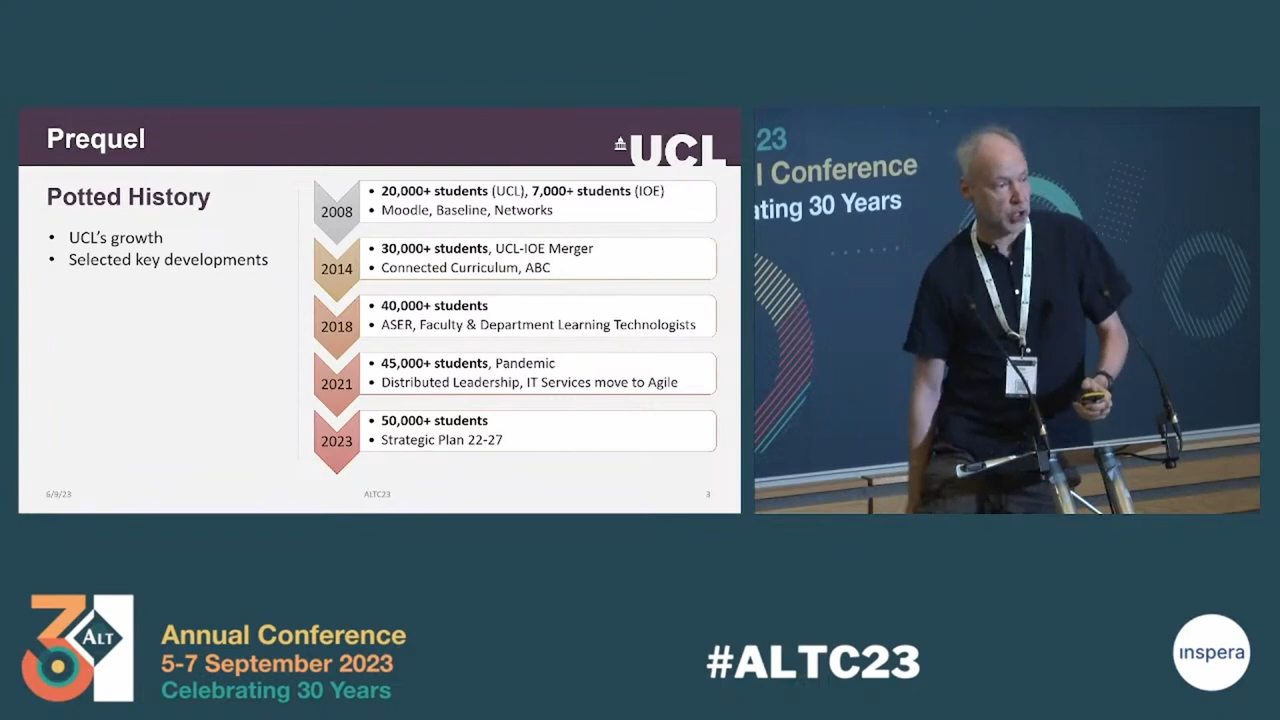 Prequel
UCL
Potted History
• UCL's growth
• Selected key developments
2008
• 20,000+ students (UCL), 7,000+ students (IOE)
• Moodle, Baseline, Networks
2014
• 30,000+ students, UCL-IOE Merger
• Connected Curriculum, ABC
2018
• 40,000+ students
• ASER, Faculty & Department Learning Technologists
2021
• 45,000+ students, Pandemic
• Distributed Leadership, IT Services move to Agile
2023
• 50,000+ students
• Strategic Plan 22-27
6/9/23
ALTC23
3
23
l Conference
ating 30 Years
30
ALT
Annual Conference
5-7 September 2023
Celebrating 30 Years
#ALTC23
inspera